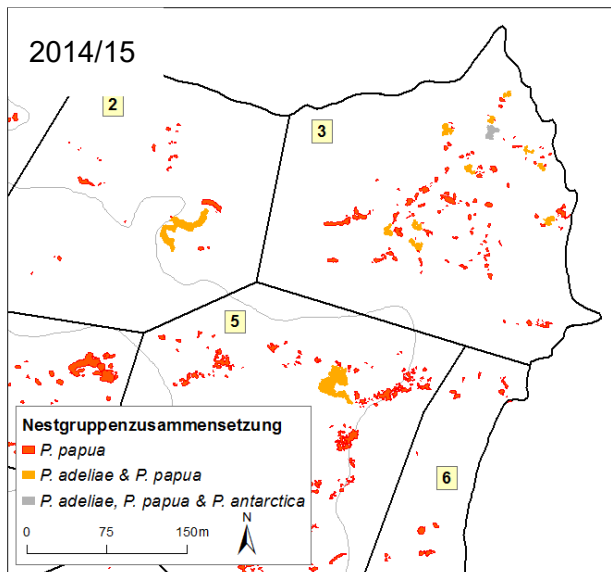 2014/15
2
3
5
Nestgruppenzusammensetzung
P. papua
P. adeliae & P. papua
P. adeliae, P. papua & P. antarctica
6
0 75 150m
N